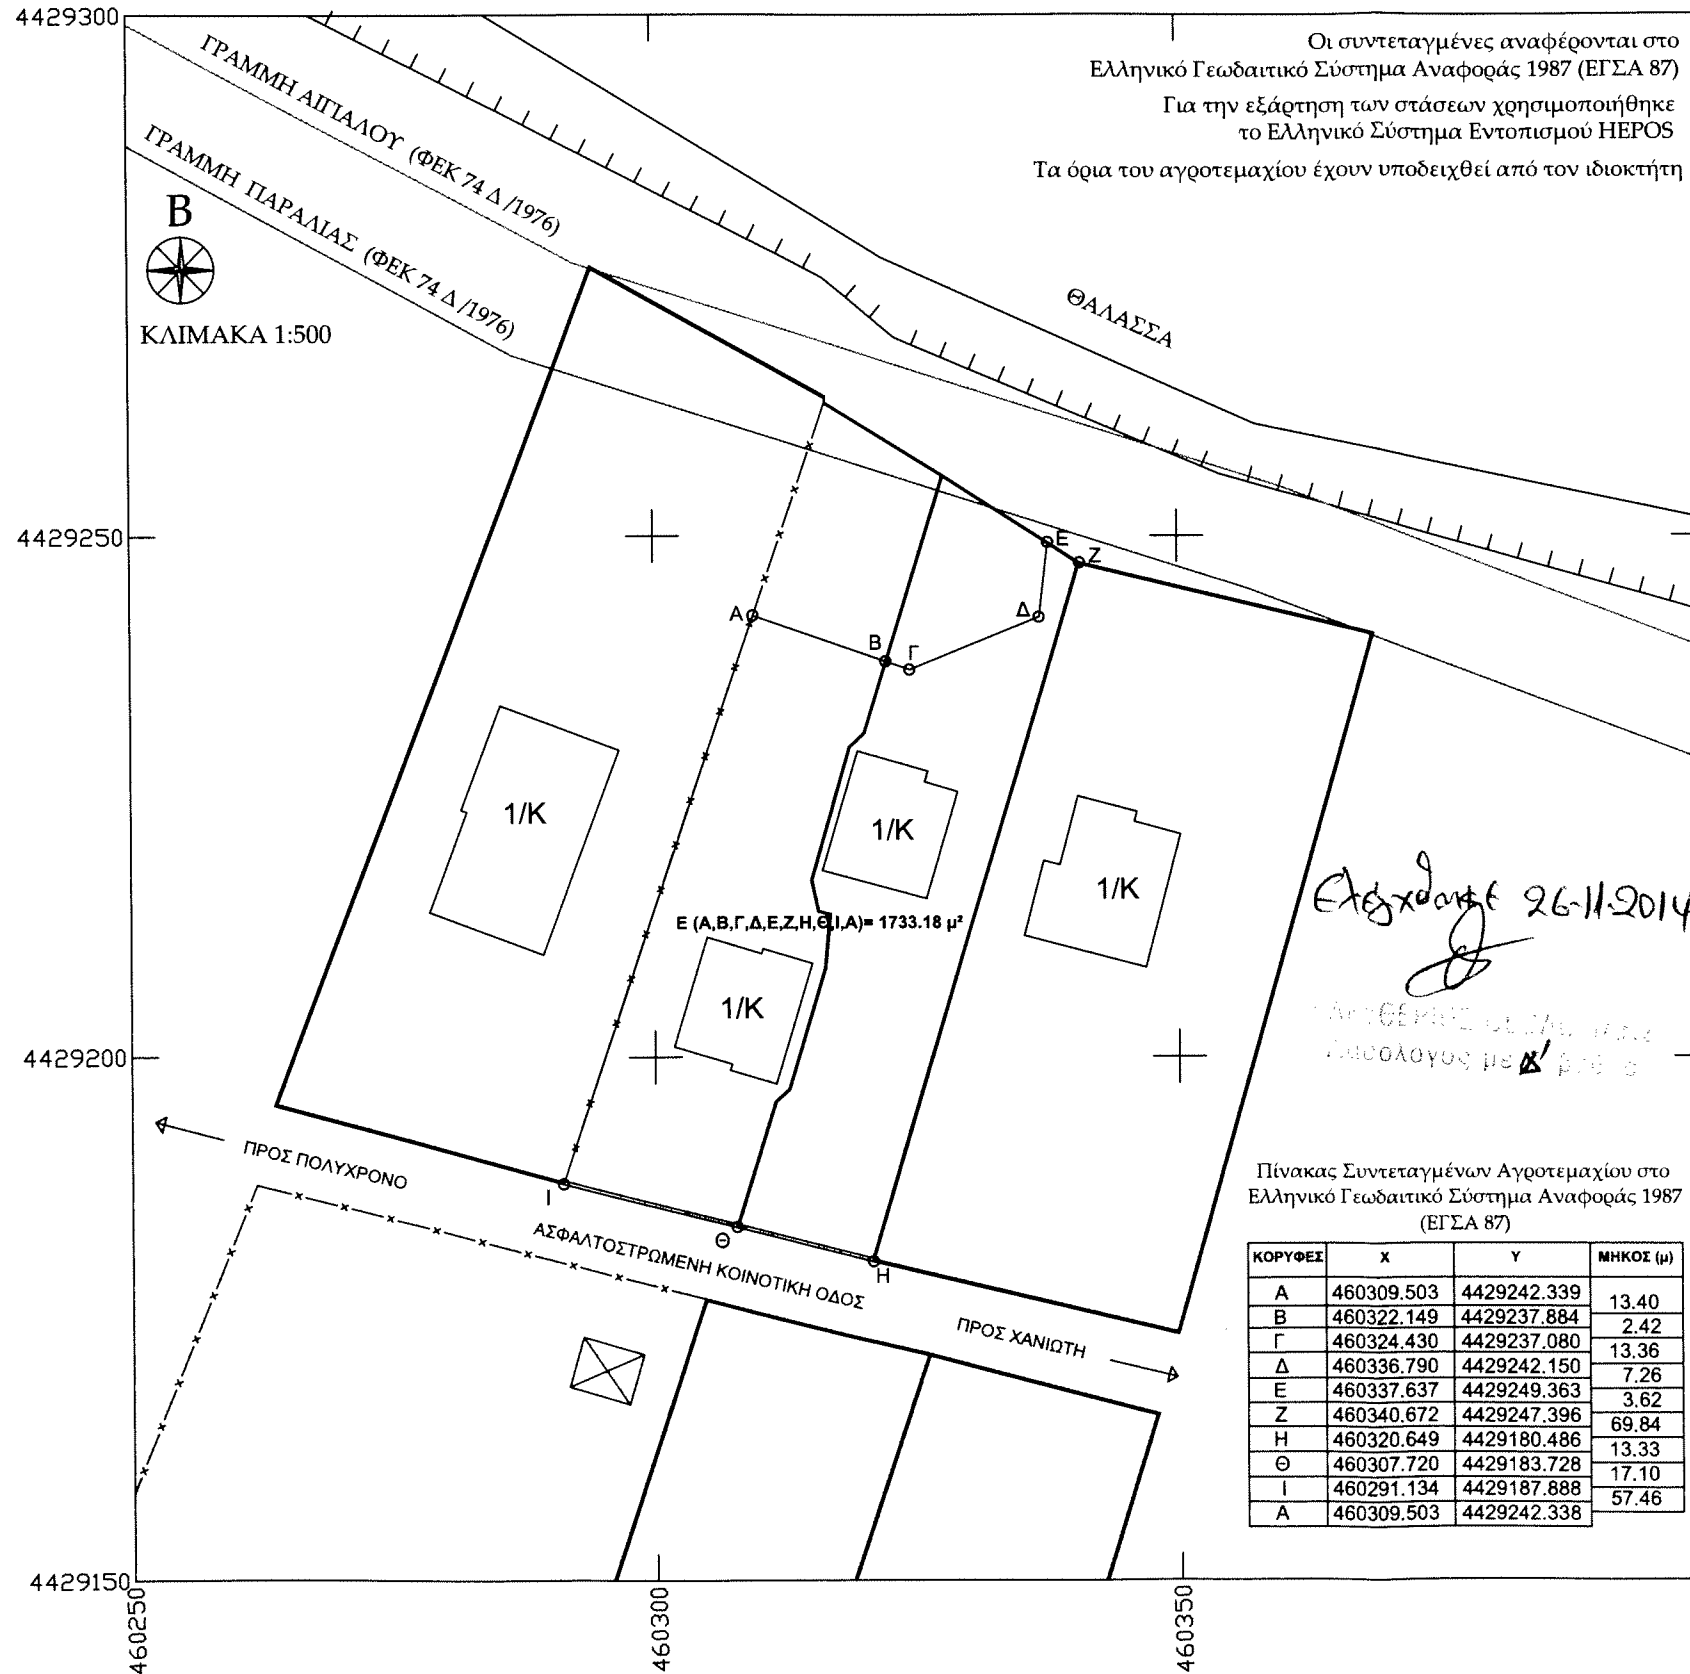 4429300
Οι συντεταγμένες αναφέρονται στο
Ελληνικό Γεωδαιτικό Σύστημα Αναφοράς 1987 (ΕΓΣΑ 87)
Για την εξάρτηση των στάσεων χρησιμοποιήθηκε
το Ελληνικό Σύστημα Εντοπισμού HEPOS
Τα όρια του αγροτεμαχίου έχουν υποδειχθεί από τον ιδιοκτήτη
ΓΡΑΜΜΗ ΑΙΓΙΑΛΟΥ (ΦΕΚ 74 Δ /1976)
ΓΡΑΜΜΗ ΠΑΡΑΛΙΑΣ (ΦΕΚ 74 Δ /1976)
Β
ΚΛΙΜΑΚΑ 1:500
ΘΑΛΑΣΣΑ
4429250
Ε
Ζ
Α
Δ
Β
Γ
1/Κ
1/Κ
1/Κ
Ε (Α,Β,Γ,Δ,Ε,Ζ,Η,Θ,Ι,Α)= 1733.18 μ²
1/Κ
26-11-2014
4429200
ΠΡΟΣ ΠΟΛΥΧΡΟΝΟ
Ι
Θ
Η
ΑΣΦΑΛΤΟΣΤΡΩΜΕΝΗ ΚΟΙΝΟΤΙΚΗ ΟΔΟΣ
ΠΡΟΣ ΧΑΝΙΩΤΗ
Πίνακας Συντεταγμένων Αγροτεμαχίου στο
Ελληνικό Γεωδαιτικό Σύστημα Αναφοράς 1987
(ΕΓΣΑ 87)
ΚΟΡΥΦΕΣ Χ Υ ΜΗΚΟΣ (μ)
Α 460309.503 4429242.339
13.40
Β 460322.149 4429237.884
2.42
Γ 460324.430 4429237.080
13.36
Δ 460336.790 4429242.150
7.26
Ε 460337.637 4429249.363
3.62
Ζ 460340.672 4429247.396
69.84
Η 460320.649 4429180.486
13.33
Θ 460307.720 4429183.728
17.10
Ι 460291.134 4429187.888
57.46
Α 460309.503 4429242.338
4429150
460250
460300
460350